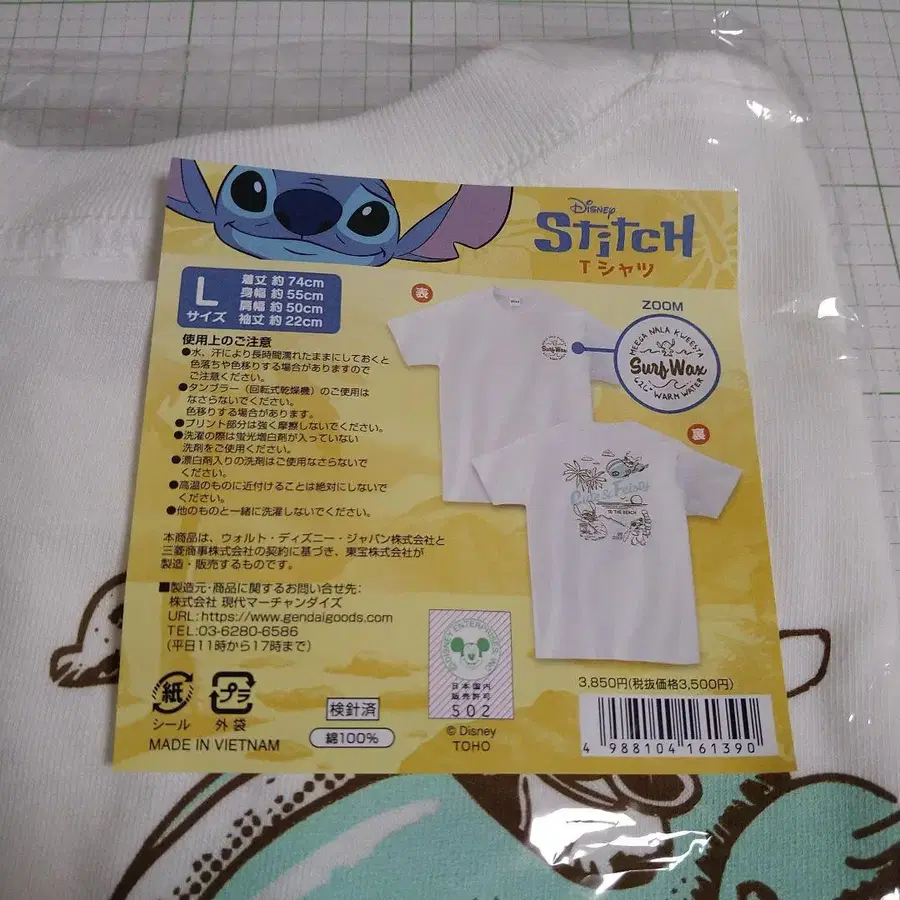 Disney
Stitch
Tシャツ
L
サイズ
着丈 約74cm
身幅 約55cm
肩幅 約50cm
袖丈 約22cm
表
ZOOM
MEEGA NALA KWEESTA
Surf Wax
WARM WATER
裏
使用上のご注意
●水、汗により長時間濡れたままにしておくと
色落ちや色移りする場合がありますので
ご注意ください。
●タンブラー（回転式乾燥機）のご使用は
なさらないでください。
色移りする場合があります。
●プリント部分は強く摩擦しないでください。
●洗濯の際は蛍光増白剤が入っていない
洗剤をご使用ください。
●漂白剤入りの洗剤はご使用なさらないで
ください。
●高温のものに近付けることは絶対にしないで
ください。
●他のものと一緒に洗濯しないでください。
Cute & Feisty
TO THE BEACH
本商品は、ウォルト・ディズニー・ジャパン株式会社と
三菱商事株式会社の契約に基づき、東宝株式会社が
製造・販売するものです。
■製造元・商品に関するお問い合せ先：
株式会社 現代マーチャンダイズ
URL:https://www.gendaigoods.com
TEL:03-6280-6586
（平日11時から17時まで）
紙
シール
プラ
外袋
MADE IN VIETNAM
検針済
綿100%
DISNEY ENTERPRISES, INC.
日本国内
販売許可
502
© Disney
TOHO
3,850円(税抜価格3,500円)
4 988104 161390